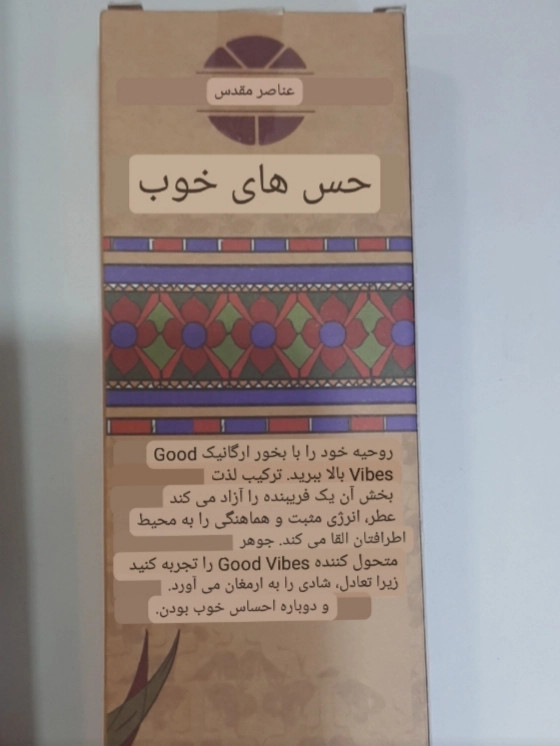 عناصر مقدس
حس های خوب
روحیه خود را با بخور ارگانیک Good
Vibes بالا ببرید. ترکیب لذت
بخش آن یک فریبنده را آزاد می کند
عطر، انرژی مثبت و هماهنگی را به محیط
اطرافتان القا می کند. جوهر
متحول کننده Good Vibes را تجربه کنید
زیرا تعادل، شادی را به ارمغان می آورد.
و دوباره احساس خوب بودن.